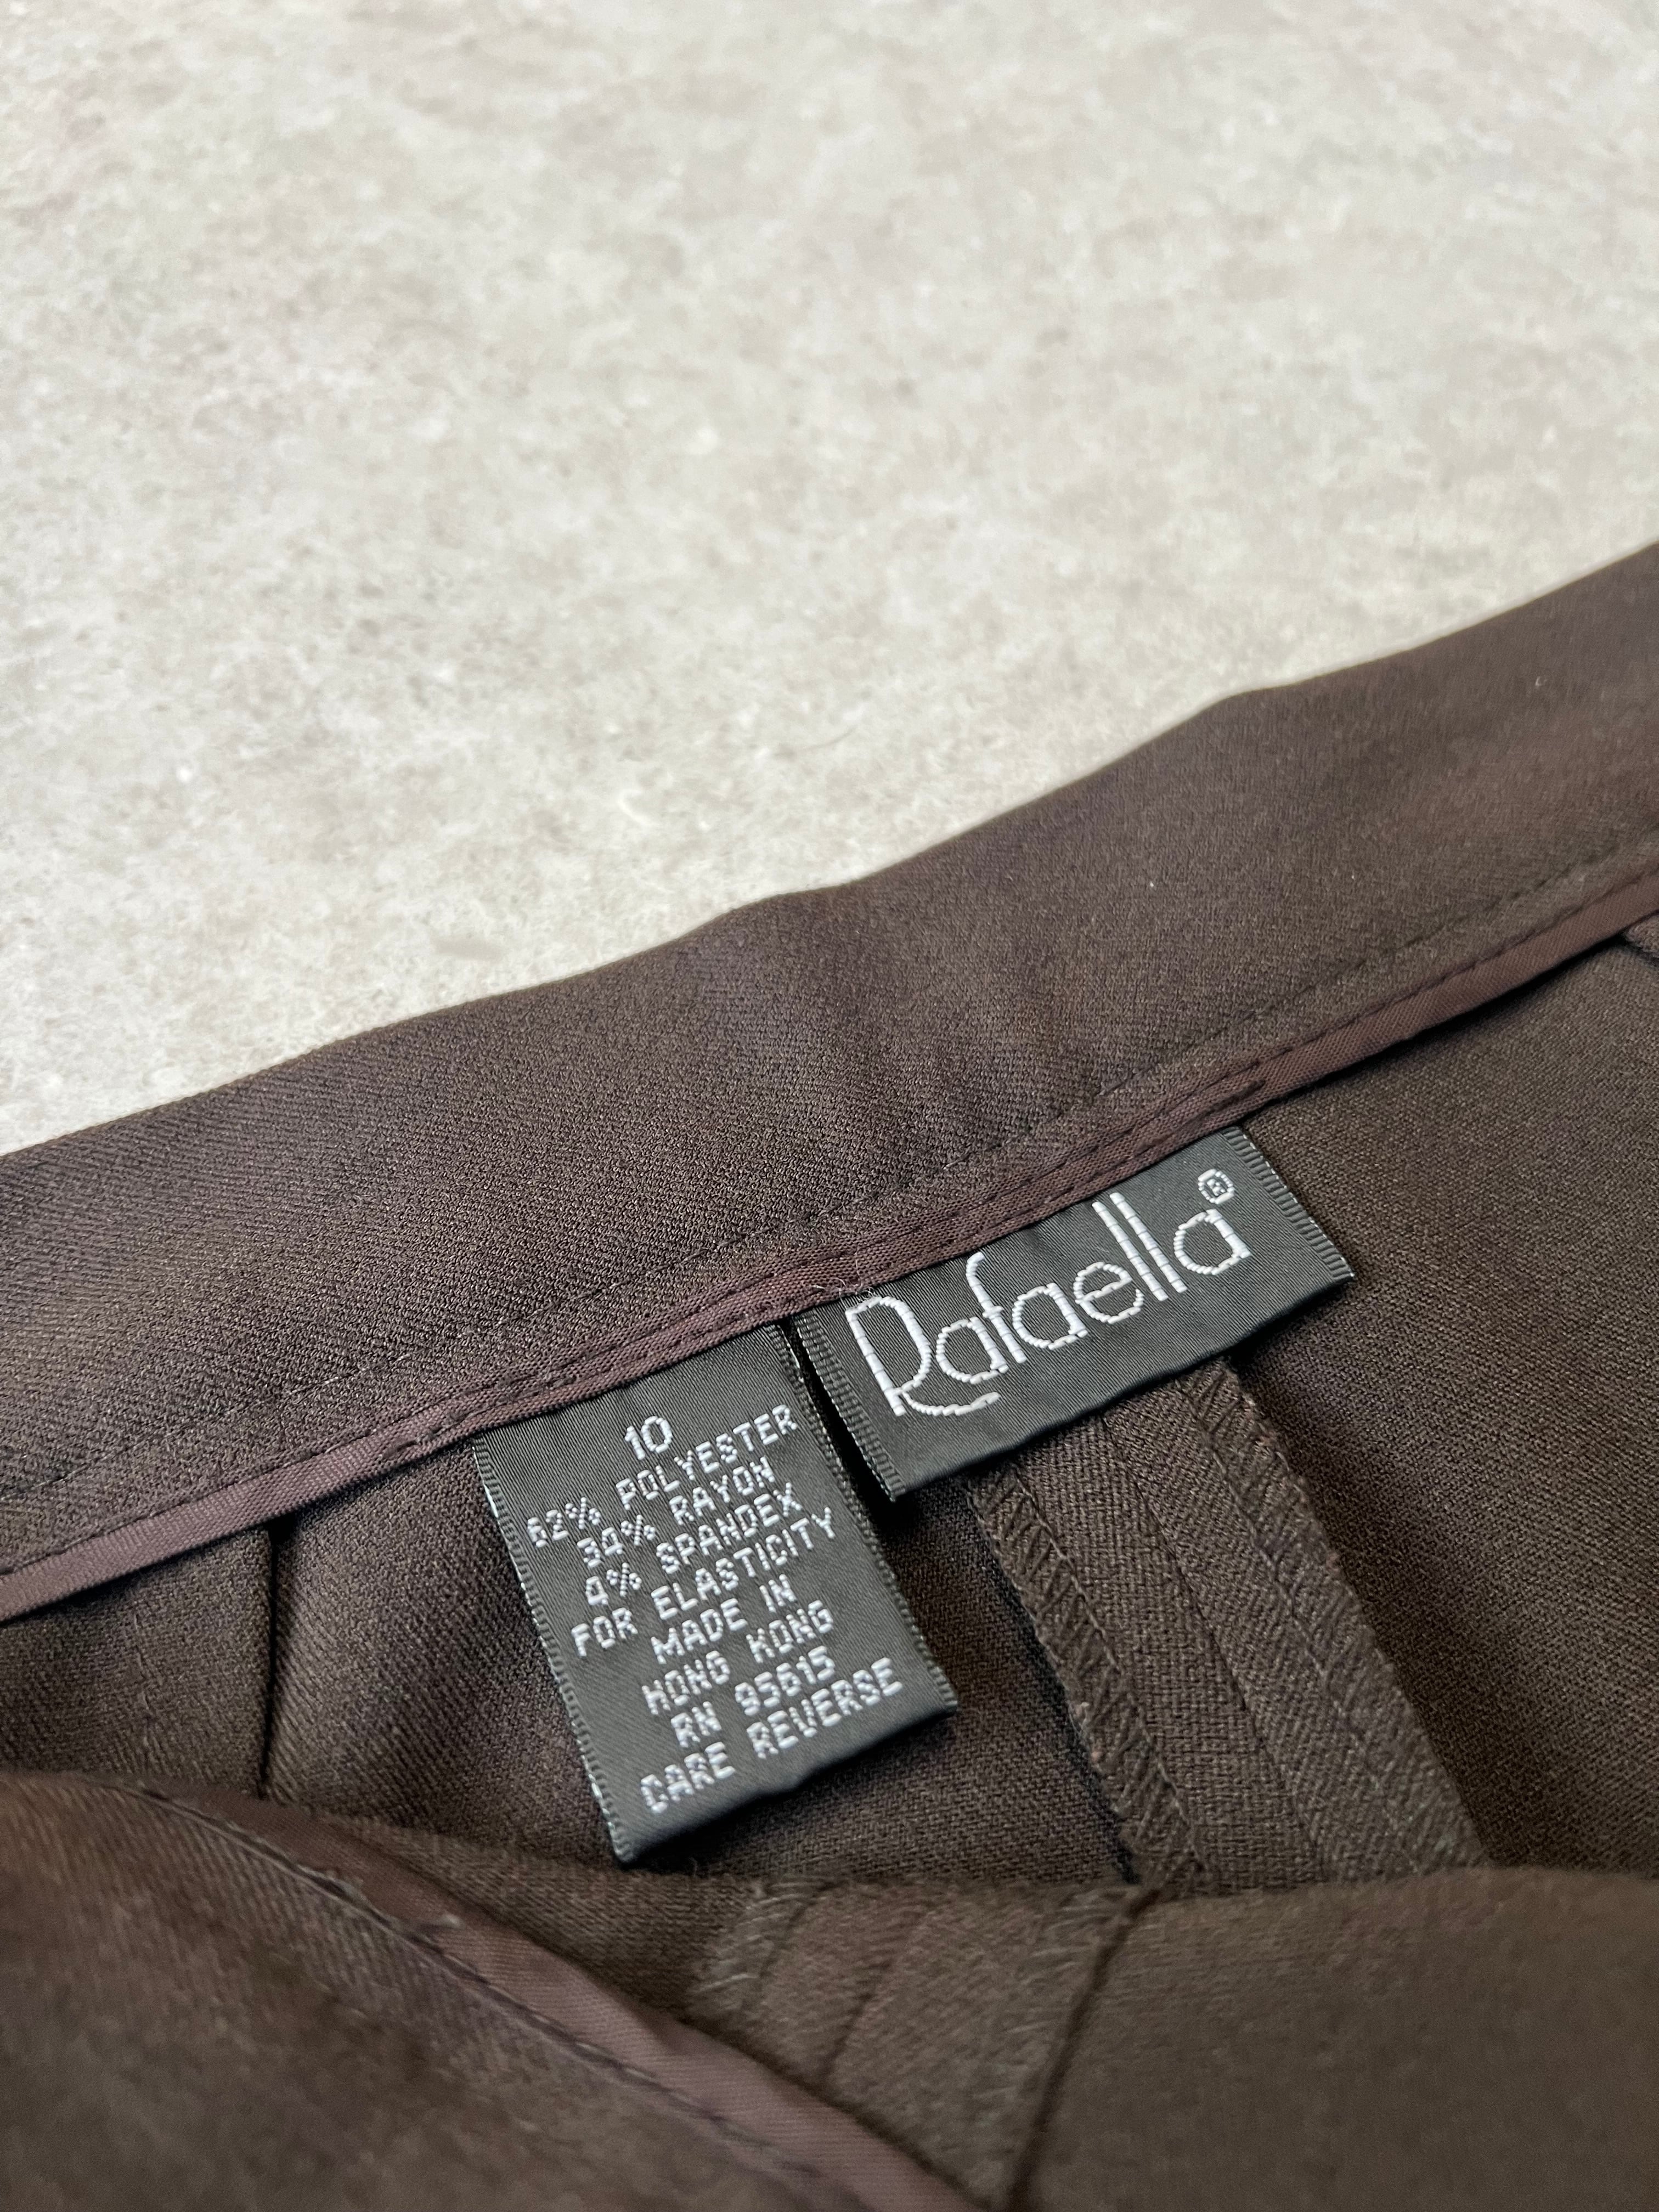 Rafaella®
10
62% POLYESTER
34% RAYON
4% SPANDEX
FOR ELASTICITY
MADE IN
HONG KONG
RN 95615
CARE REVERSE